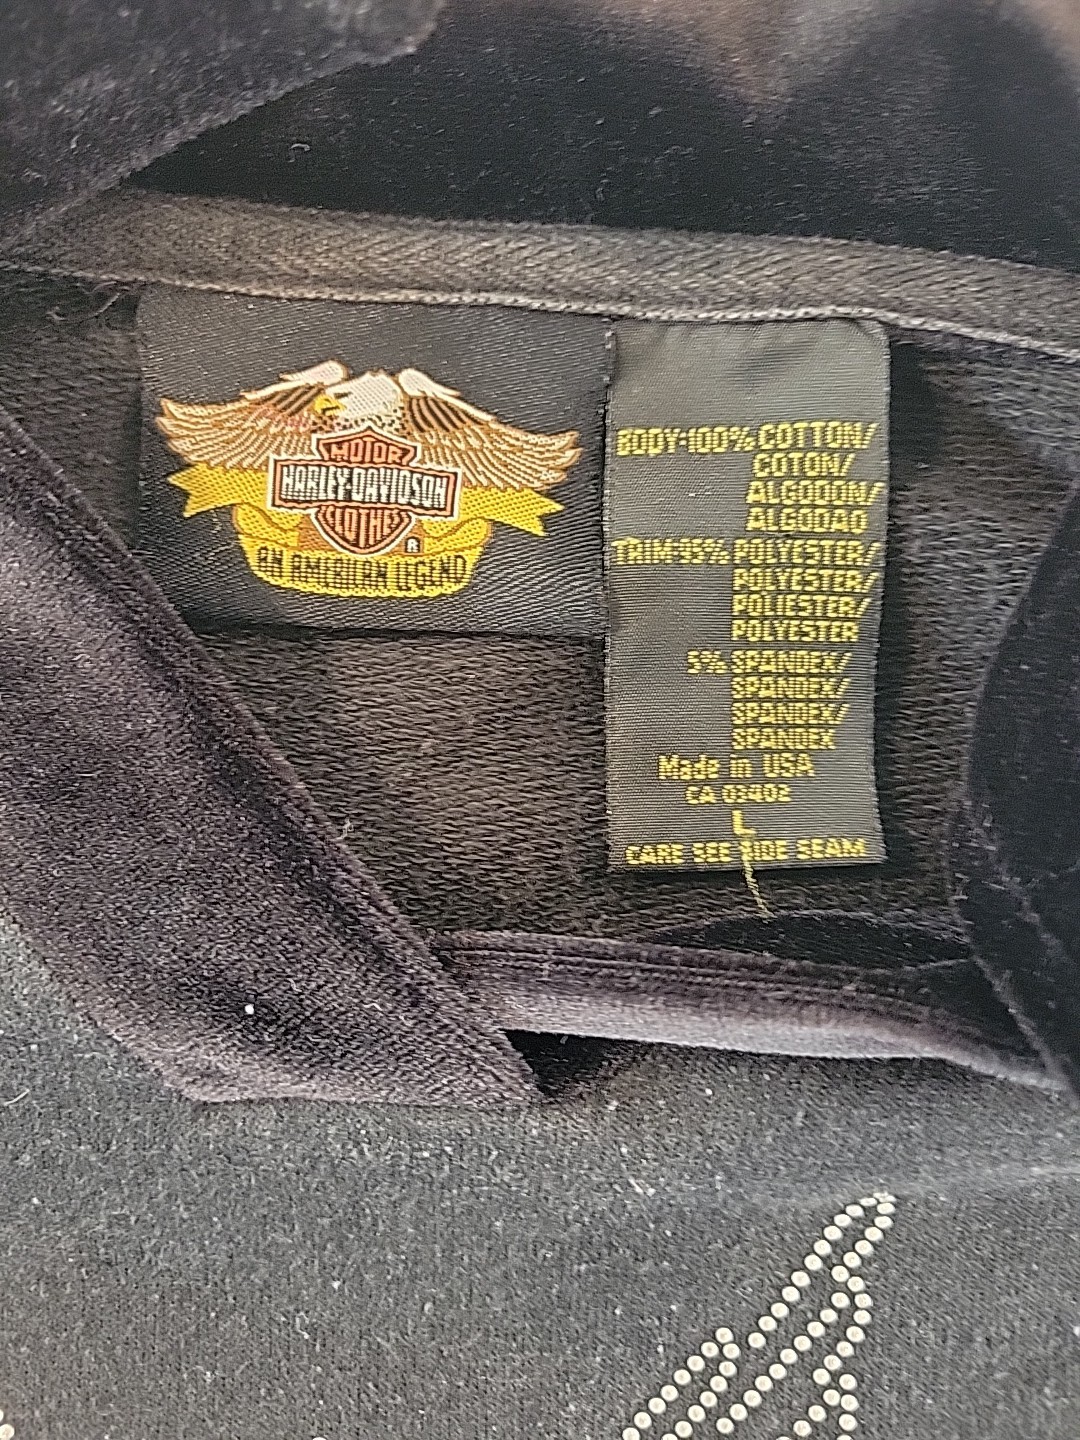 MOTOR
HARLEY-DAVIDSON
CLOTHES
®
AN AMERICAN LEGEND
BODY:100% COTTON/
COTON/
ALGODON/
ALGODAO
TRIM:95% POLYESTER/
POLYESTER/
POLIESTER/
POLYESTER
5% SPANDEX/
SPANDEX/
SPANDEX/
SPANDEX
Made in USA
CA 03402
L
CARE SEE SIDE SEAM